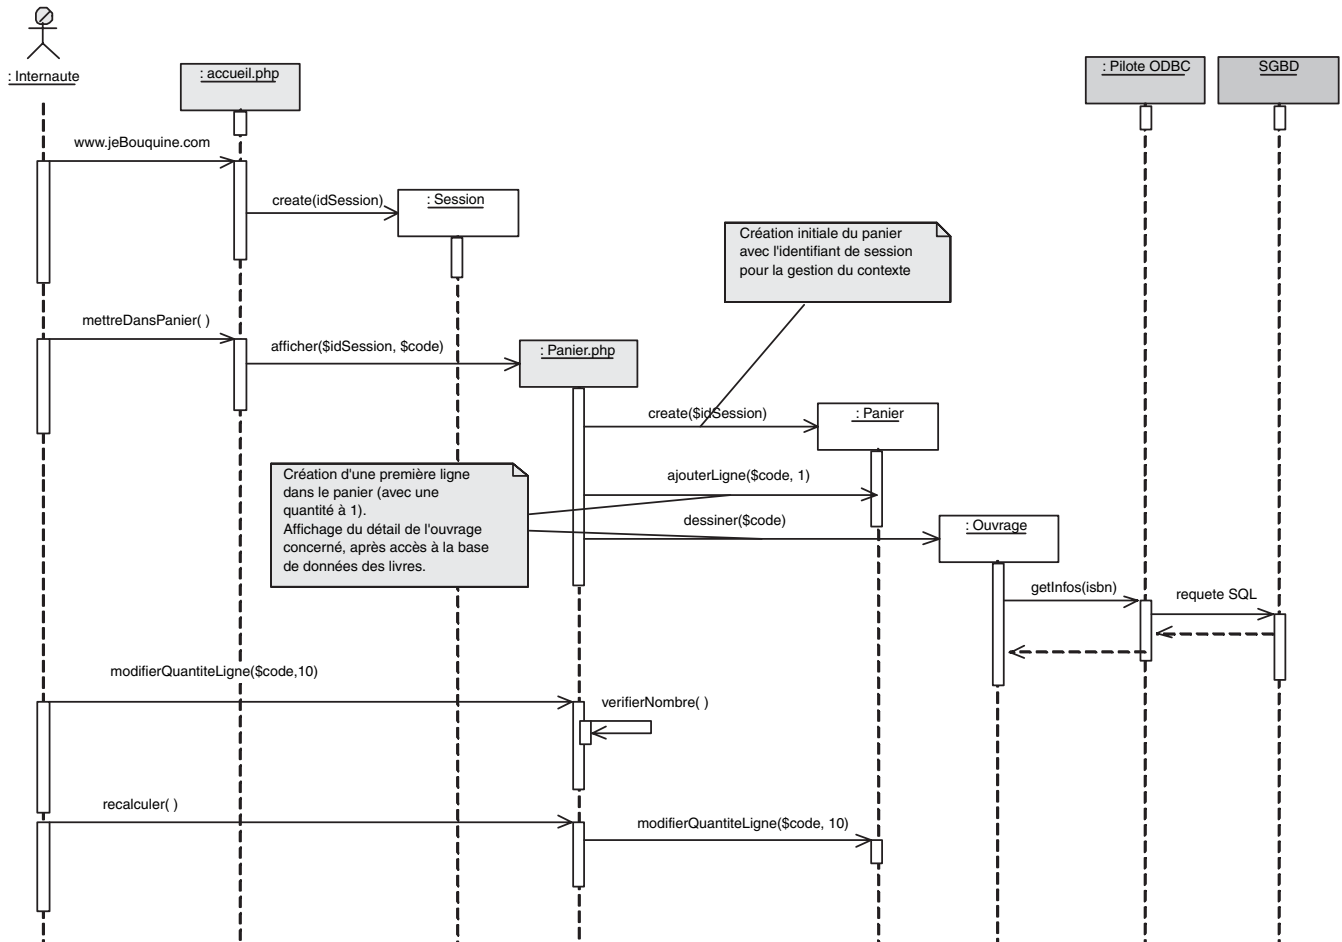 : Internaute
: accueil.php
: Pilote ODBC
SGBD
www.jeBouquine.com
create(idSession)
: Session
Création initiale du panier
avec l'identifiant de session
pour la gestion du contexte
mettreDansPanier( )
afficher($idSession, $code)
: Panier.php
create($idSession)
: Panier
Création d'une première ligne
dans le panier (avec une
quantité à 1).
Affichage du détail de l'ouvrage
concerné, après accès à la base
de données des livres.
ajouterLigne($code, 1)
dessiner($code)
: Ouvrage
getInfos(isbn)
requete SQL
modifierQuantiteLigne($code,10)
verifierNombre( )
recalculer( )
modifierQuantiteLigne($code, 10)